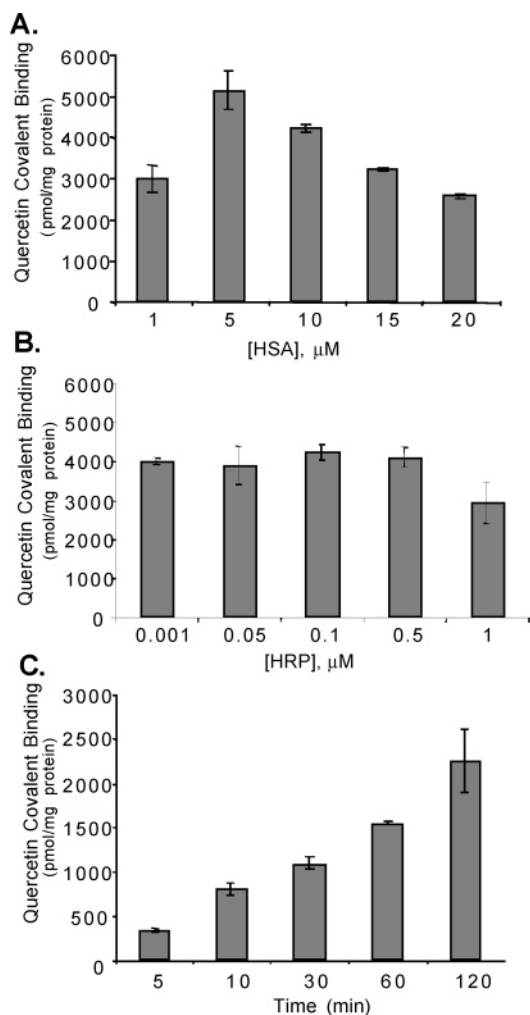 A.
Quercetin Covalent Binding
(pmol/mg protein)
6000
5000
4000
3000
2000
1000
0
1 5 10 15 20
[HSA], μM
B.
Quercetin Covalent Binding
(pmol/mg protein)
6000
5000
4000
3000
2000
1000
0
0.001 0.05 0.1 0.5 1
[HRP], μM
C.
Quercetin Covalent Binding
(pmol/mg protein)
3000
2500
2000
1500
1000
500
0
5 10 30 60 120
Time (min)